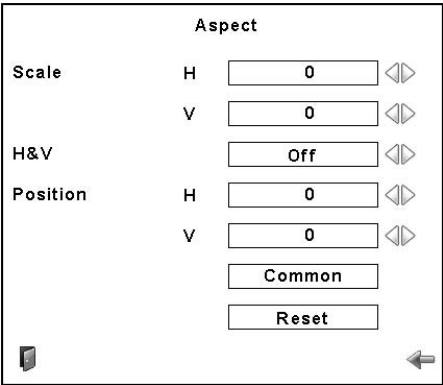 Aspect
Scale H 0
V 0
H&V Off
Position H 0
V 0
Common
Reset